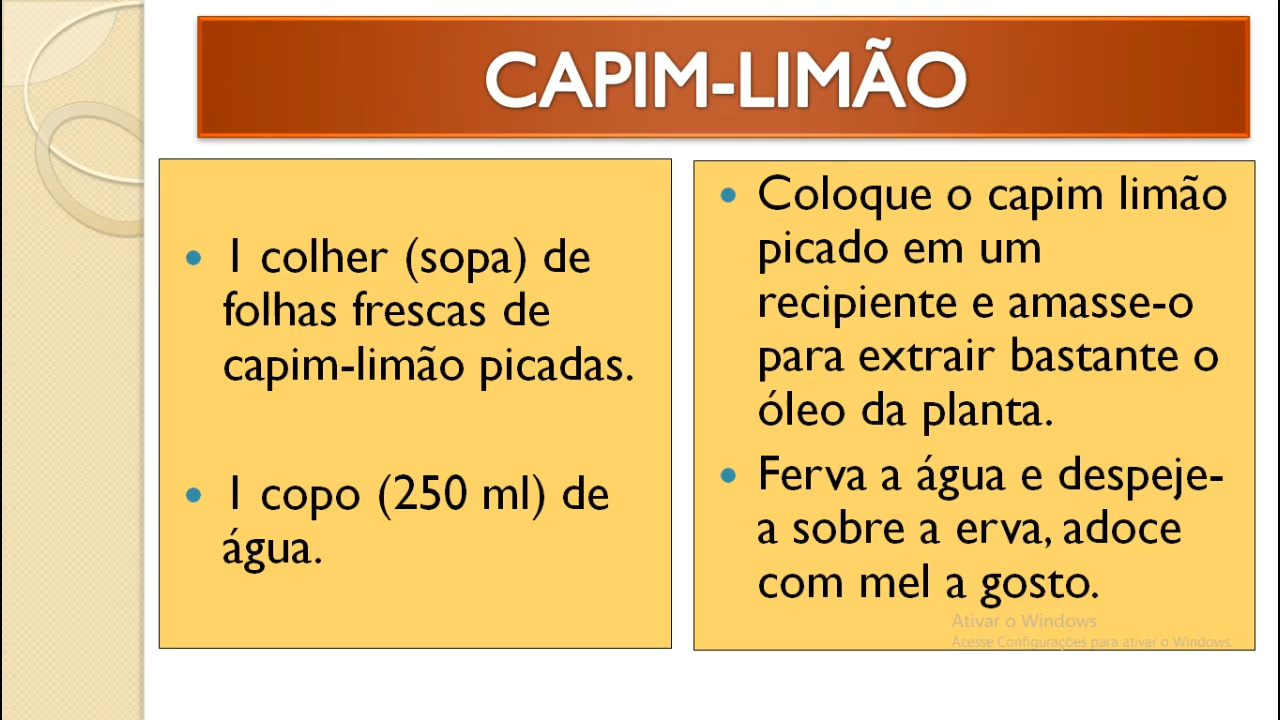 CAPIM-LIMÃO
• 1 colher (sopa) de
folhas frescas de
capim-limão picadas.
• 1 copo (250 ml) de
água.
• Coloque o capim limão
picado em um
recipiente e amasse-o
para extrair bastante o
óleo da planta.
• Ferva a água e despeje-
a sobre a erva, adoce
com mel a gosto.
Ativar o Windows
Acesse Configurações para ativar o Windows.